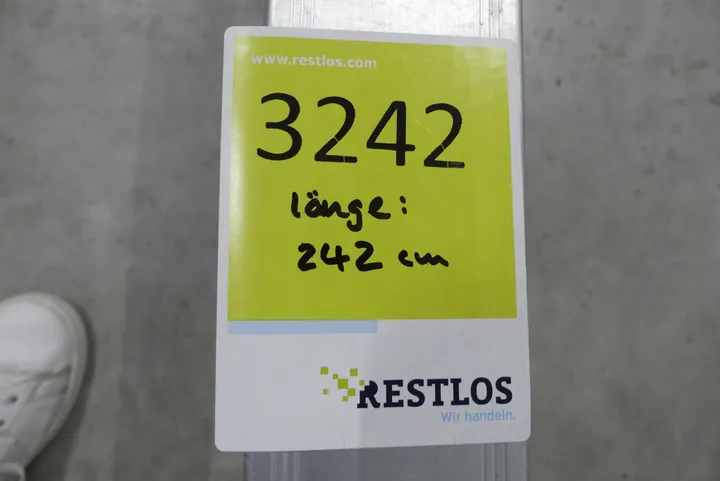 www.restlos.com
3242
länge:
242 cm
RESTLOS
Wir handeln.